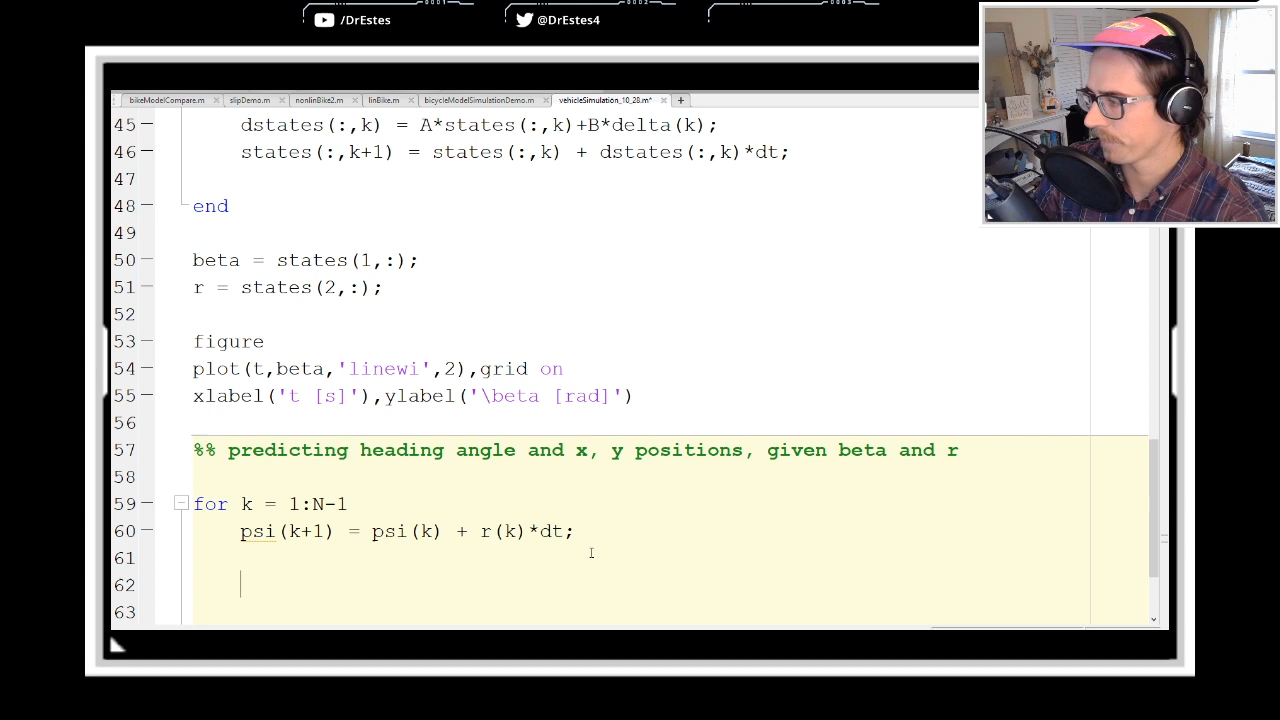 0001
0002
0003
/DrEstes
@DrEstes4
bikeModelCompare.m
slipDemo.m
nonlinBike2.m
linBike.m
bicycleModelSimulationDemo.m
vehicleSimulation_10_28.m*
45 dstates(:,k) = A*states(:,k)+B*delta(k);
46 states(:,k+1) = states(:,k) + dstates(:,k)*dt;
47
48 end
49
50 beta = states(1,:);
51 r = states(2,:);
52
53 figure
54 plot(t,beta,'linewi',2),grid on
55 xlabel('t [s]'),ylabel('\beta [rad]')
56
57 %% predicting heading angle and x, y positions, given beta and r
58
59 for k = 1:N-1
60 psi(k+1) = psi(k) + r(k)*dt;
61
62
63